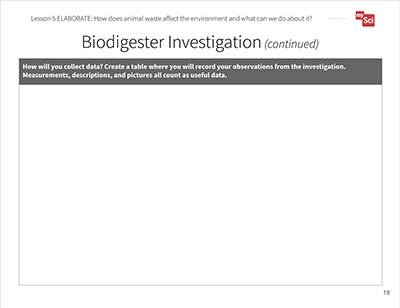 Lesson 5 ELABORATE: How does animal waste affect the environment and what can we do about it?
my
Sci
Biodigester Investigation (continued)
How will you collect data? Create a table where you will record your observations from the investigation.
Measurements, descriptions, and pictures all count as useful data.
18